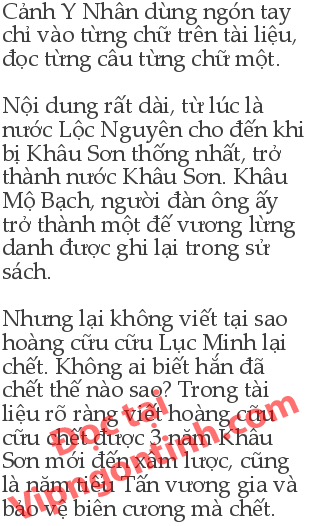 Cảnh Y Nhân dùng ngón tay
chỉ vào từng chữ trên tài liệu,
đọc từng câu từng chữ một.
Nội dung rất dài, từ lúc là
nước Lộc Nguyên cho đến khi
bị Khâu Sơn thống nhất, trở
thành nước Khâu Sơn. Khâu
Mộ Bạch, người đàn ông ấy
trở thành một đế vương lừng
danh được ghi lại trong sử
sách.
Nhưng lại không viết tại sao
hoàng cữu cữu Lục Minh lại
chết. Không ai biết hắn đã
chết thế nào sao? Trong tài
liệu rõ ràng viết hoàng cữu
cữu chết được 3 năm Khâu
Sơn mới đến xâm lược, cũng
là năm tiểu Tấn vương gia và
bảo vệ biên cương mà chết.
Đọc tại
Vipngontinh.com